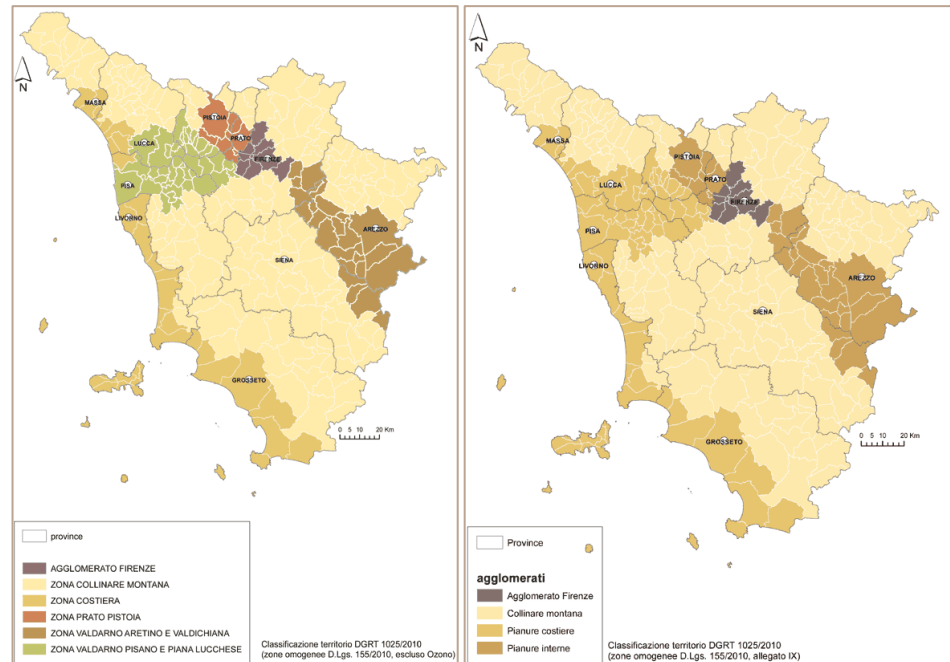 N
MASSA
PISTOIA
LUCCA
PRATO
FIRENZE
PISA
LIVORNO
AREZZO
SIENA
GROSSETO
0 5 10 20 Km
province
AGGLOMERATO FIRENZE
ZONA COLLINARE MONTANA
ZONA COSTIERA
ZONA PRATO PISTOIA
ZONA VALDARNO ARETINO E VALDICHIANA
ZONA VALDARNO PISANO E PIANA LUCCHESE
Classificazione territorio DGRT 1025/2010
(zone omogenee D.Lgs. 155/2010, escluso Ozono)
N
MASSA
PISTOIA
PRATO
LUCCA
FIRENZE
PISA
LIVORNO
AREZZO
SIENA
GROSSETO
0 5 10 20 Km
Province
agglomerati
Agglomerato Firenze
Collinare montana
Pianure costiere
Pianure interne
Classificazione territorio DGRT 1025/2010
(zone omogenee D.Lgs. 155/2010, allegato IX)